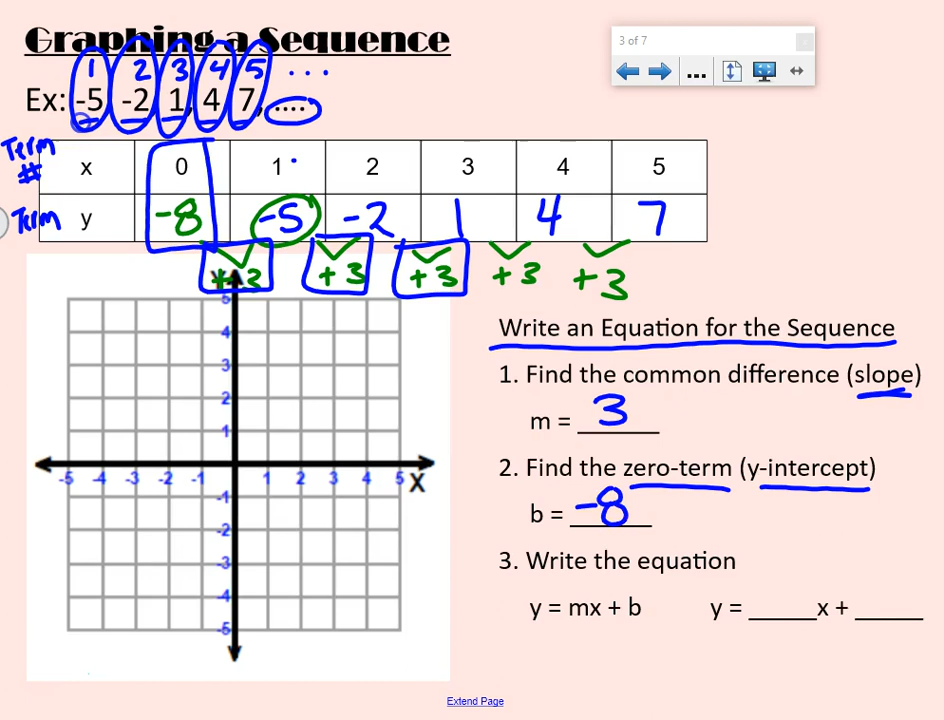 Graphing a Sequence
3 of 7
1 2 3 4 5 ...
Ex: -5 -2 1, 4 7, ....
Term #
x 0 1 2 3 4 5
Term
y -8 -5 -2 1 4 7
+3 +3 +3 +3 +3
Y
5
4
3
2
1
-5 -4 -3 -2 -1 1 2 3 4 5 X
-1
-2
-3
-4
-5
Write an Equation for the Sequence
1. Find the common difference (slope)
m = 3
2. Find the zero-term (y-intercept)
b = -8
3. Write the equation
y = mx + b y = _____x + _____
Extend Page